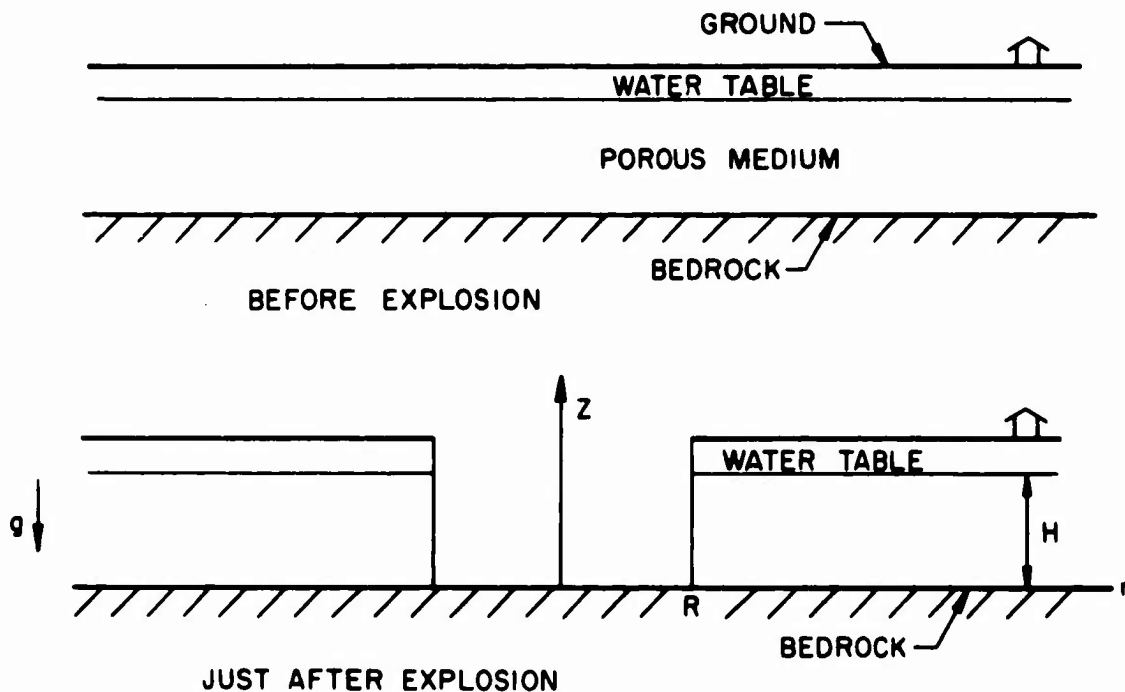 GROUND
WATER TABLE
POROUS MEDIUM
BEDROCK
BEFORE EXPLOSION
Z
WATER TABLE
g
H
R
r
BEDROCK
JUST AFTER EXPLOSION